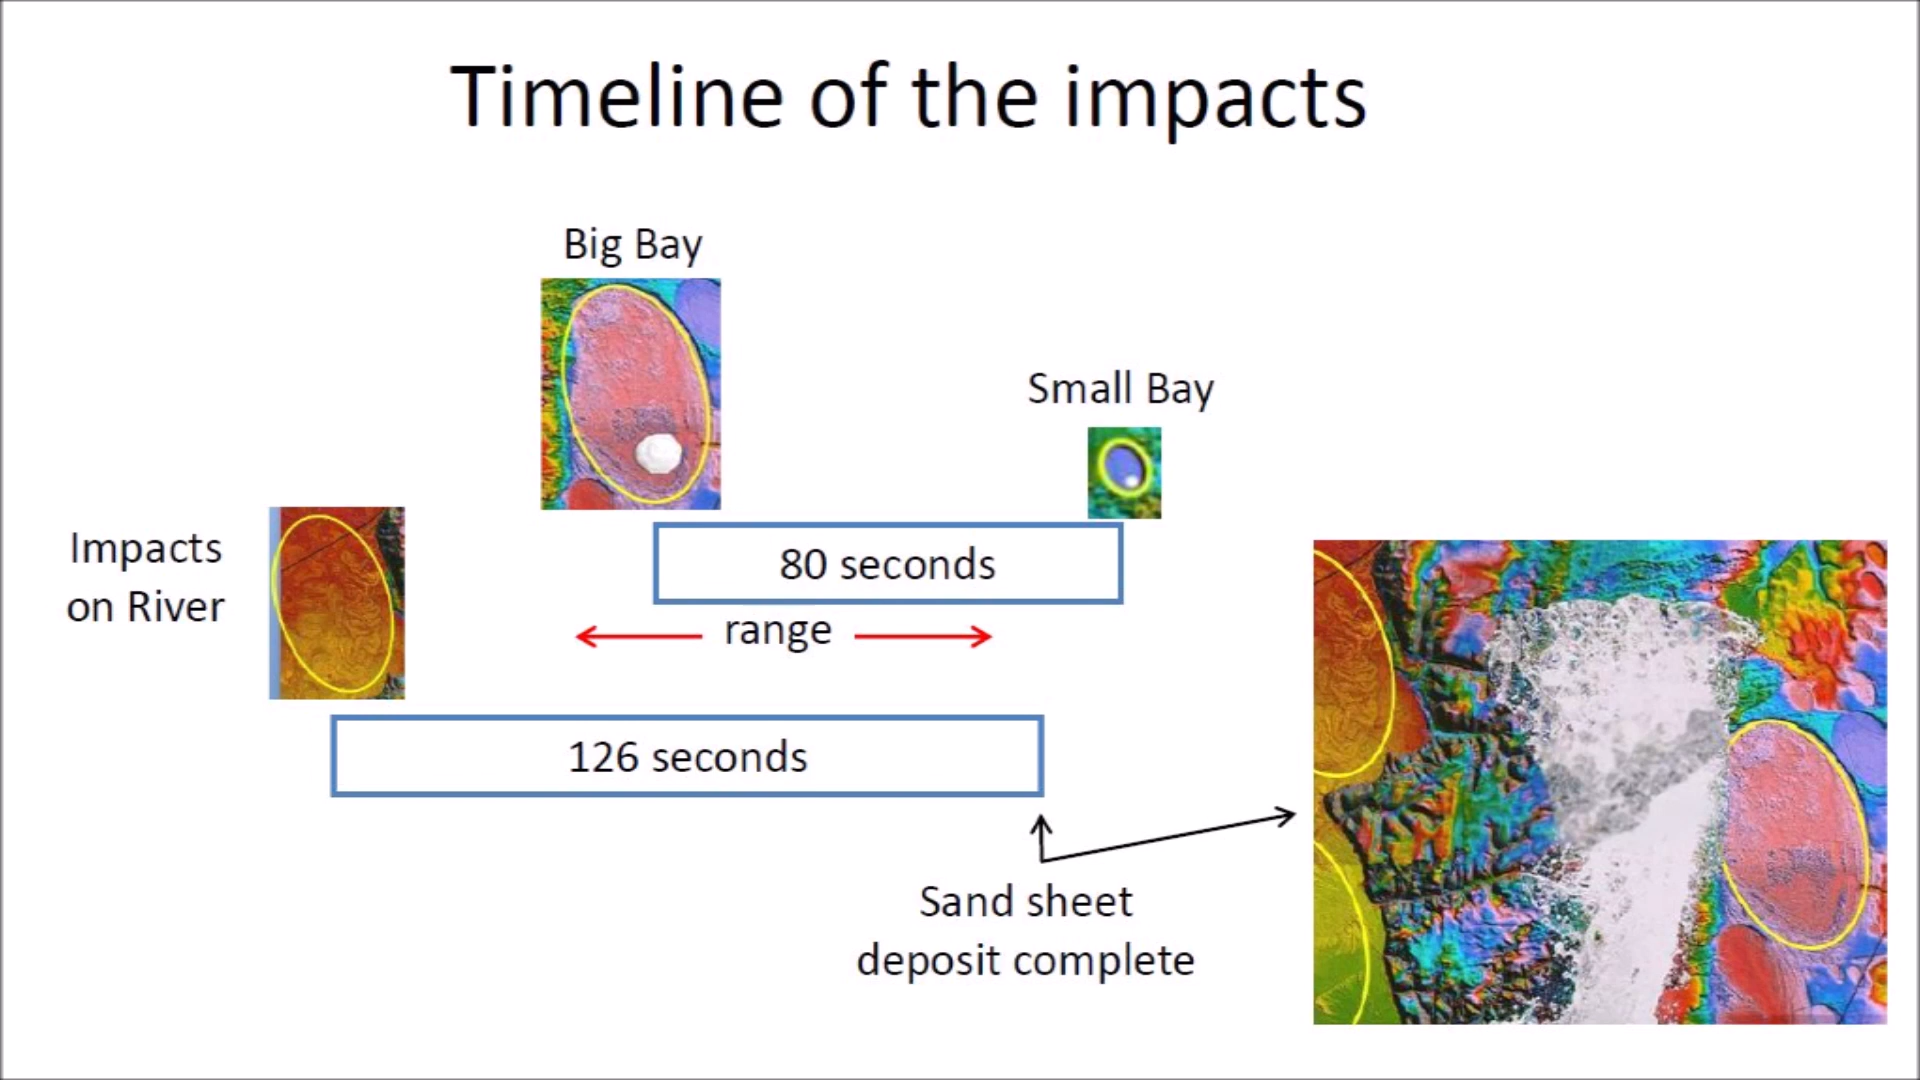 Timeline of the impacts
Big Bay
Small Bay
Impacts
on River
80 seconds
range
126 seconds
Sand sheet
deposit complete